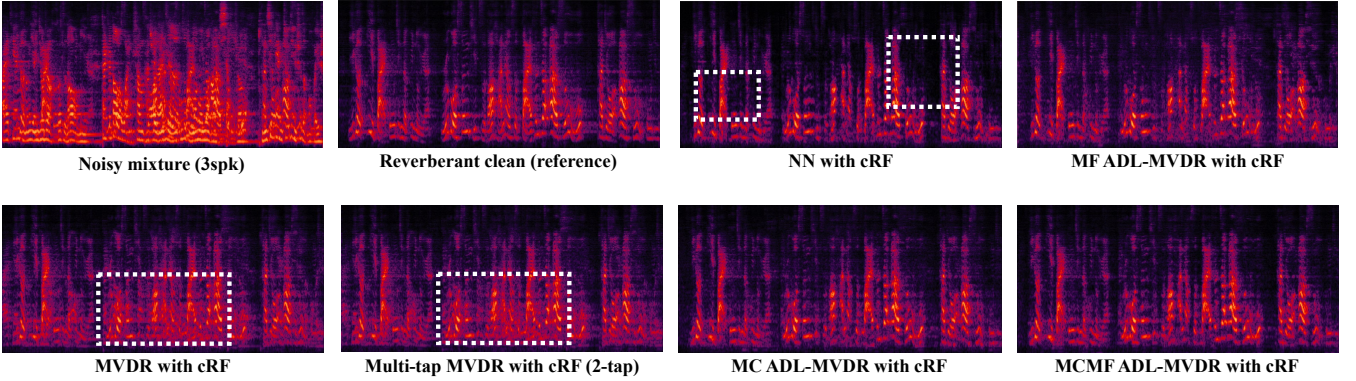 Noisy mixture (3spk)
Reverberant clean (reference)
NN with cRF
MF ADL-MVDR with cRF
MVDR with cRF
Multi-tap MVDR with cRF (2-tap)
MC ADL-MVDR with cRF
MCMF ADL-MVDR with cRF